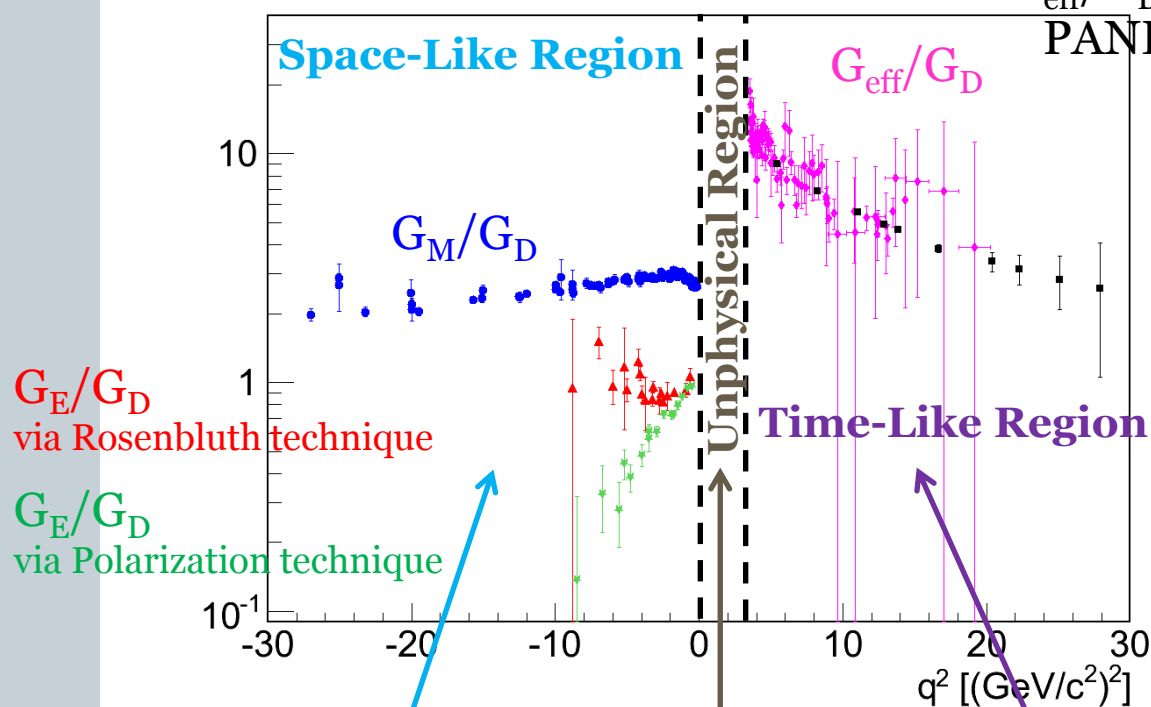 PAN
Space-Like Region
G_eff/G_D
Unphysical Region
10
G_M/G_D
G_E/G_D
via Rosenbluth technique
1
Time-Like Region
G_E/G_D
via Polarization technique
10^-1
-30 -20 -10 0 10 20 30
q^2 [(GeV/c^2)^2]